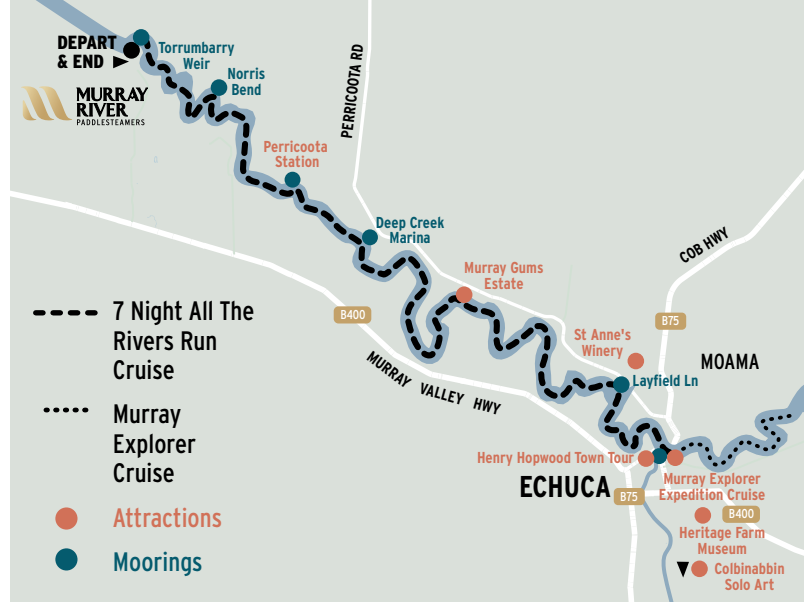 DEPART
& END
Torrumbarry
Weir
Norris
Bend
MURRAY
RIVER
PADDLESTEAMERS
PERRICOOTA RD
Perricoota
Station
Deep Creek
Marina
COB HWY
Murray Gums
Estate
B400
B75
St Anne's
Winery
MOAMA
7 Night All The
Rivers Run
Cruise
MURRAY VALLEY HWY
Layfield Ln
Murray
Explorer
Cruise
Henry Hopwood Town Tour
ECHUCA
Murray Explorer
Expedition Cruise
B75
B400
Attractions
Heritage Farm
Museum
Moorings
Colbinabbin
Solo Art